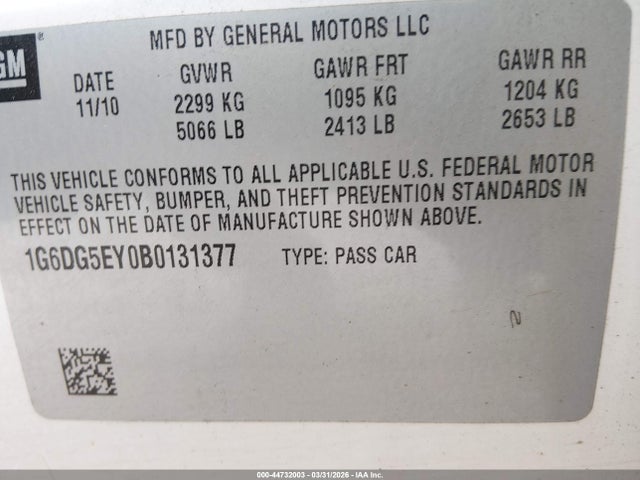 GM
MFD BY GENERAL MOTORS LLC
DATE GVWR GAWR FRT GAWR RR
11/10 2299 KG 1095 KG 1204 KG
5066 LB 2413 LB 2653 LB
THIS VEHICLE CONFORMS TO ALL APPLICABLE U.S. FEDERAL MOTOR
VEHICLE SAFETY, BUMPER, AND THEFT PREVENTION STANDARDS IN
EFFECT ON THE DATE OF MANUFACTURE SHOWN ABOVE.
1G6DG5EY0B0131377 TYPE: PASS CAR
000-44732003 - 03/31/2026 - IAA Inc.